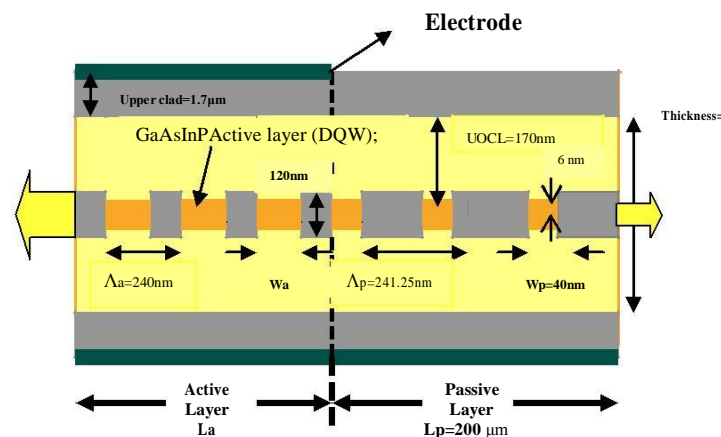 Electrode
Upper clad=1.7μm
Thickness=
GaAsInPActive layer (DQW);
UOCL=170nm
6 nm
120nm
Λa=240nm
Wa
Λp=241.25nm
Wp=40nm
Active
Layer
La
Passive
Layer
Lp=200 μm